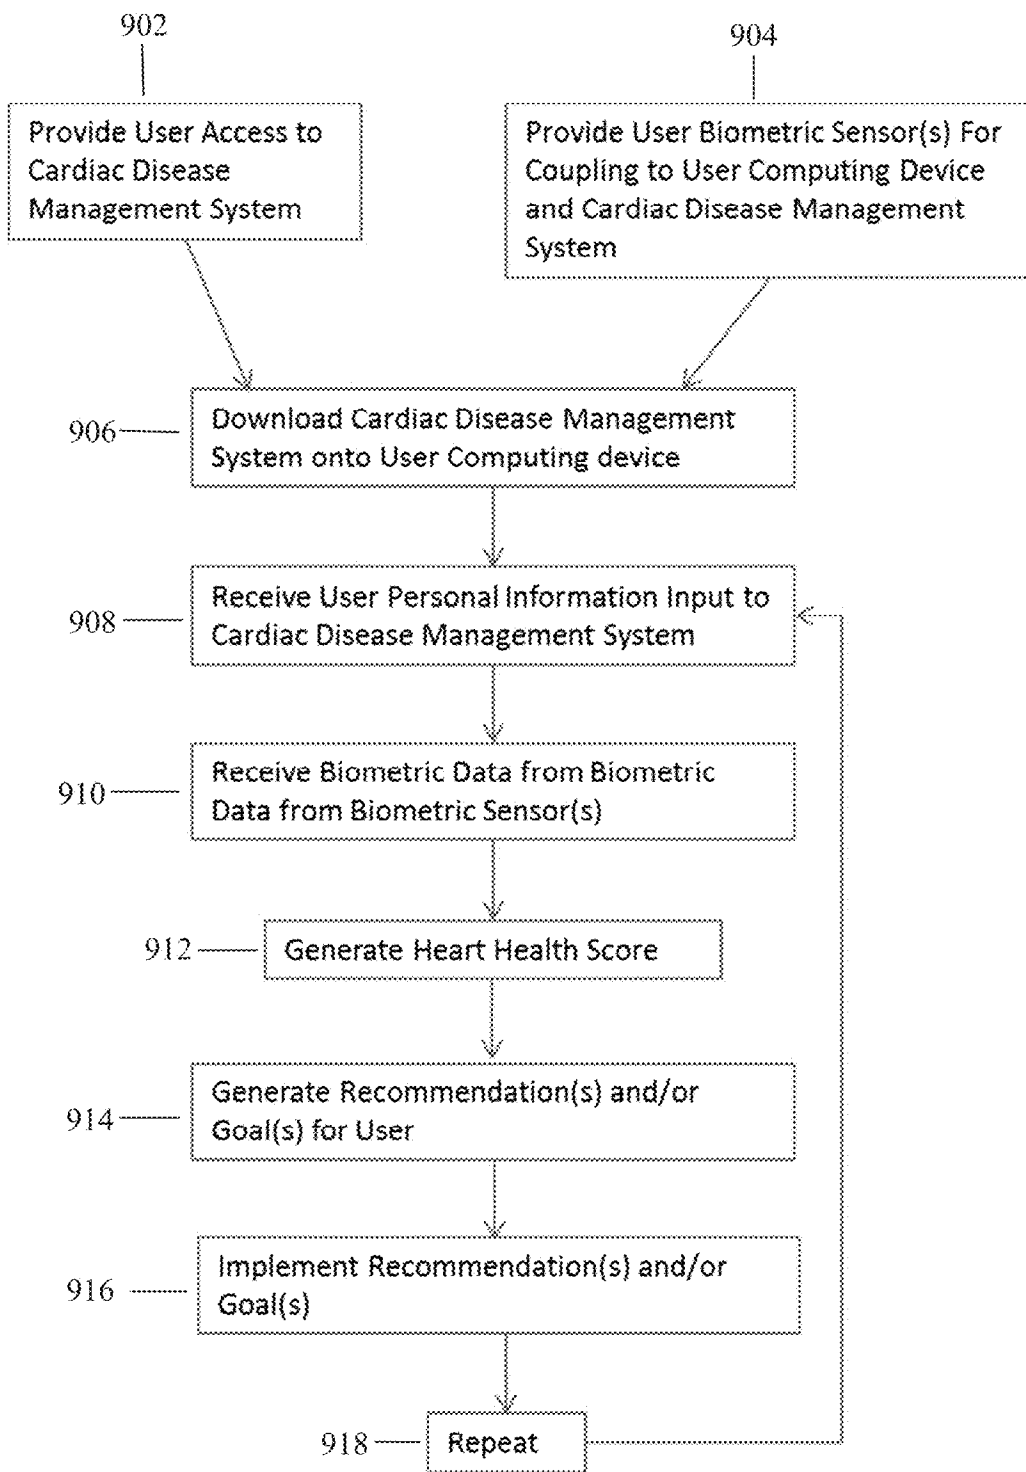 902
904
Provide User Access to
Cardiac Disease
Management System
Provide User Biometric Sensor(s) For
Coupling to User Computing Device
and Cardiac Disease Management
System
906
Download Cardiac Disease Management
System onto User Computing device
908
Receive User Personal Information Input to
Cardiac Disease Management System
910
Receive Biometric Data from Biometric
Data from Biometric Sensor(s)
912
Generate Heart Health Score
914
Generate Recommendation(s) and/or
Goal(s) for User
916
Implement Recommendation(s) and/or
Goal(s)
918
Repeat